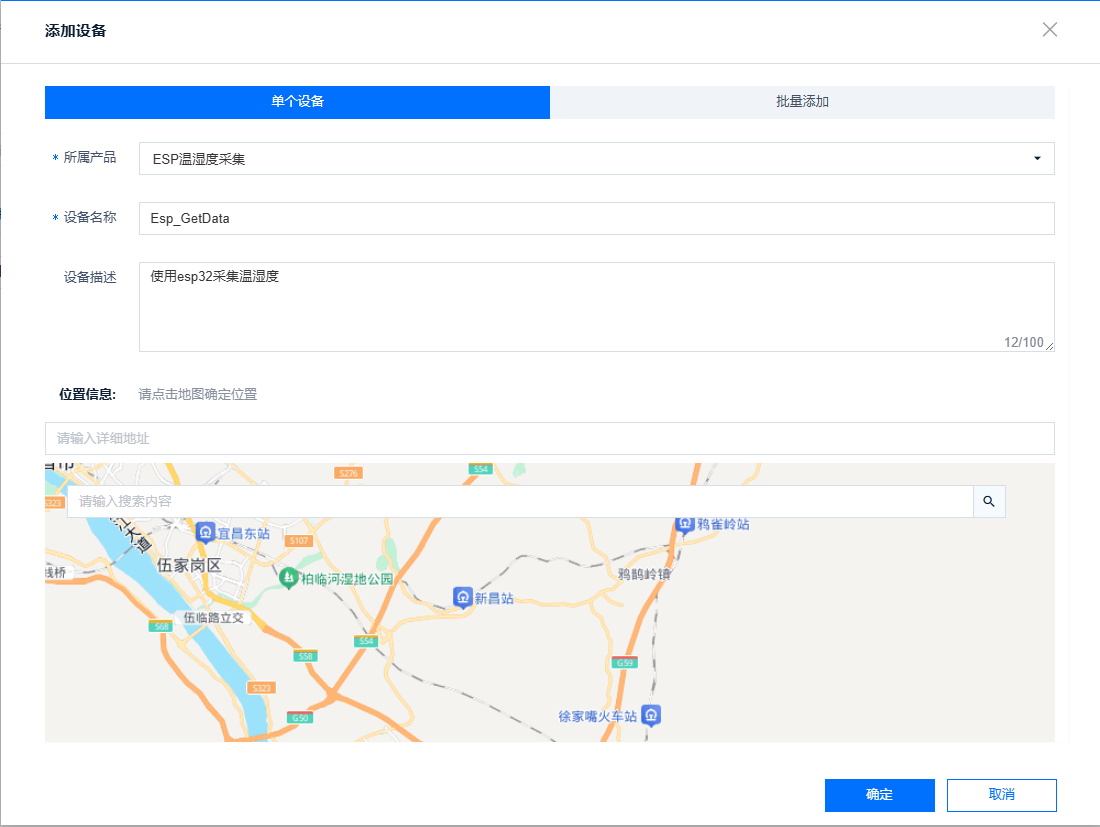 添加设备
单个设备
批量添加
* 所属产品
ESP温湿度采集
* 设备名称
Esp_GetData
设备描述
使用esp32采集温湿度
12/100
位置信息:
请点击地图确定位置
请输入详细地址
S276
S54
S323
请输入搜索内容
江大道
宜昌东站
S107
鸦雀岭站
伍家岗区
栈桥
柏临河湿地公园
鸦鹊岭镇
新昌站
伍临路立交
S68
S54
S58
G59
S323
G50
徐家嘴火车站
确定
取消